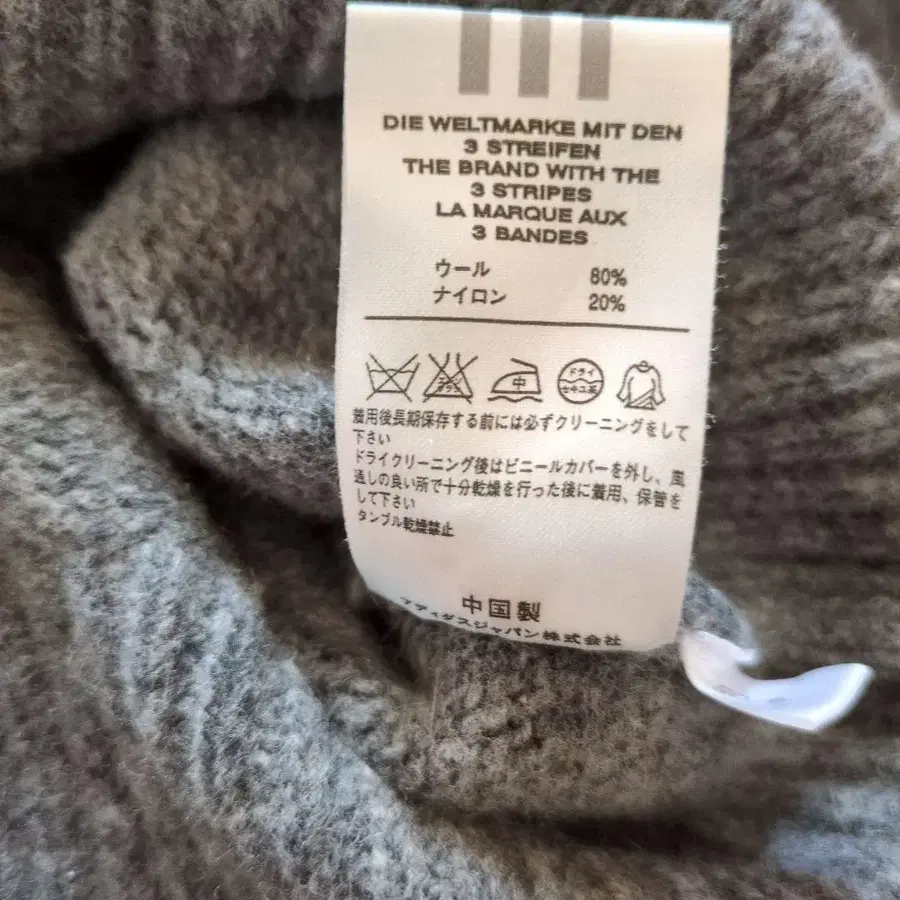 DIE WELTMARKE MIT DEN
3 STREIFEN
THE BRAND WITH THE
3 STRIPES
LA MARQUE AUX
3 BANDES
ウール 80%
ナイロン 20%
中 ドライ
セキユ系
着用後長期保存する前には必ずクリーニングをして
下さい
ドライクリーニング後はビニールカバーを外し、風
通しの良い所で十分乾燥を行った後に着用、保管を
して下さい
タンブル乾燥禁止
中国製
アディダスジャパン株式会社